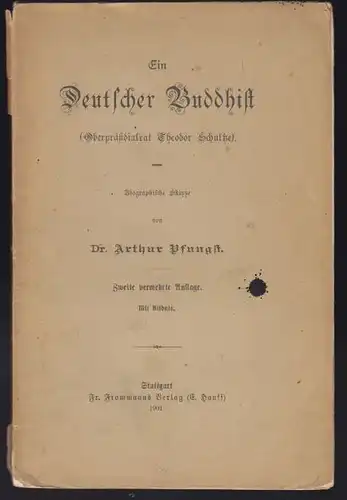 Ein
Deutscher Buddhist
(Oberpräsidialrat Theodor Schultze).
Biographische Skizze
von
Dr. Arthur Pfungst.
Zweite vermehrte Auflage.
Mit Bildnis.
Stuttgart
Fr. Frommanns Verlag (E. Hauff)
1901